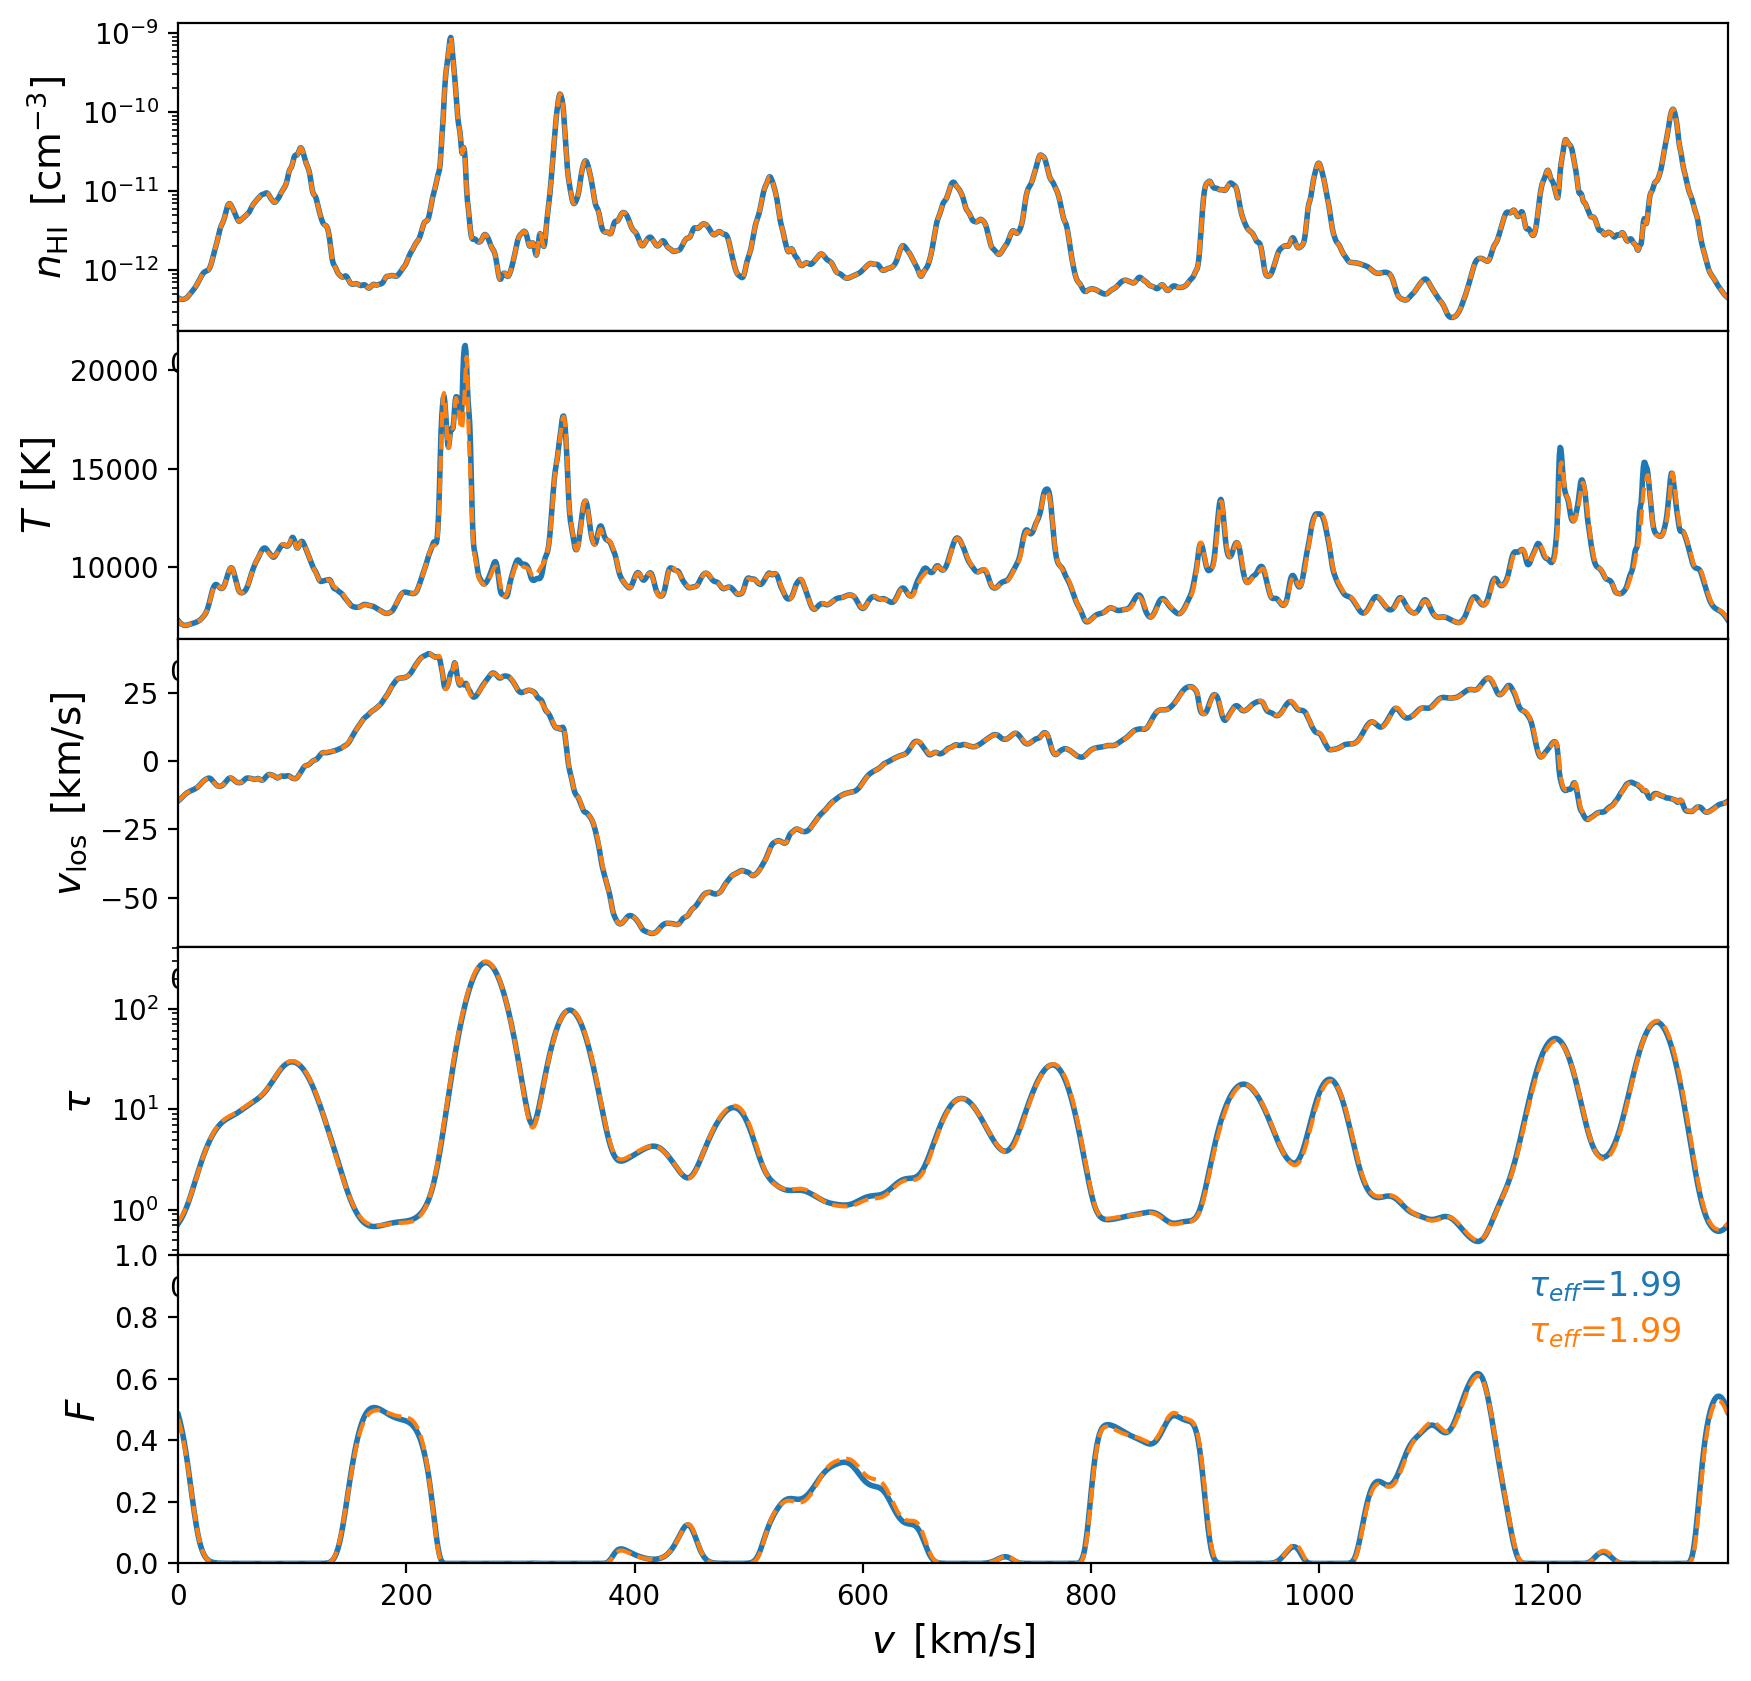 10⁻⁹
10⁻¹⁰
10⁻¹¹
10⁻¹²
n_HI [cm⁻³]
20000
15000
10000
T [K]
25
0
−25
−50
v_los [km/s]
10²
10¹
10⁰
τ
1.0
0.8
0.6
0.4
0.2
0.0
F
τ_eff=1.99
τ_eff=1.99
0 200 400 600 800 1000 1200
v [km/s]